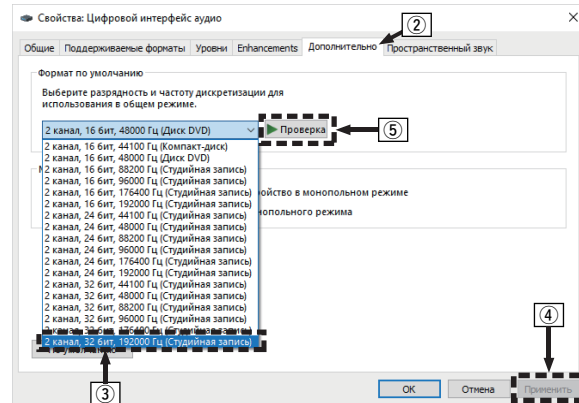 Свойства: Цифровой интерфейс аудио
②
Общие Поддерживаемые форматы Уровни Enhancements Дополнительно Пространственный звук
Формат по умолчанию
Выберите разрядность и частоту дискретизации для
использования в общем режиме.
2 канал, 16 бит, 48000 Гц (Диск DVD) Проверка ⑤
2 канал, 16 бит, 44100 Гц (Компакт-диск)
2 канал, 16 бит, 48000 Гц (Диск DVD)
2 канал, 16 бит, 88200 Гц (Студийная запись)
2 канал, 16 бит, 96000 Гц (Студийная запись)
2 канал, 16 бит, 176400 Гц (Студийная запись) ройство в монопольном режиме
2 канал, 16 бит, 192000 Гц (Студийная запись)
2 канал, 24 бит, 44100 Гц (Студийная запись) нопольного режима
2 канал, 24 бит, 48000 Гц (Студийная запись)
2 канал, 24 бит, 88200 Гц (Студийная запись)
2 канал, 24 бит, 96000 Гц (Студийная запись)
2 канал, 24 бит, 176400 Гц (Студийная запись)
2 канал, 24 бит, 192000 Гц (Студийная запись)
2 канал, 32 бит, 44100 Гц (Студийная запись)
2 канал, 32 бит, 48000 Гц (Студийная запись)
2 канал, 32 бит, 88200 Гц (Студийная запись)
2 канал, 32 бит, 96000 Гц (Студийная запись)
2 канал, 32 бит, 176400 Гц (Студийная запись)
2 канал, 32 бит, 192000 Гц (Студийная запись)
③
④
OK Отмена Применить